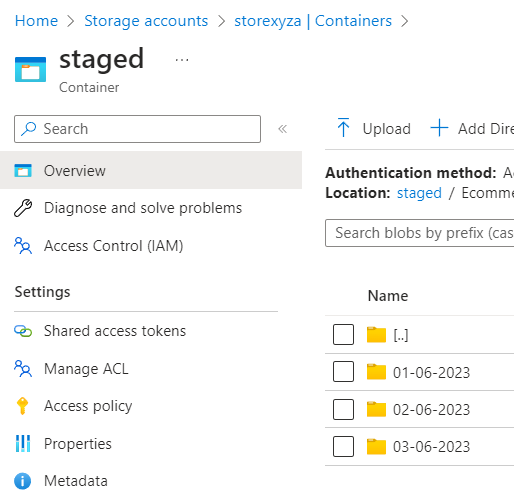 Home > Storage accounts > storexyza | Containers >
staged ...
Container
Search «
Overview
Diagnose and solve problems
Access Control (IAM)
Settings
Shared access tokens
Manage ACL
Access policy
Properties
Metadata
Upload + Add Dire
Authentication method:
Location: staged / Ecomme
Search blobs by prefix (cas
Name
[..]
01-06-2023
02-06-2023
03-06-2023